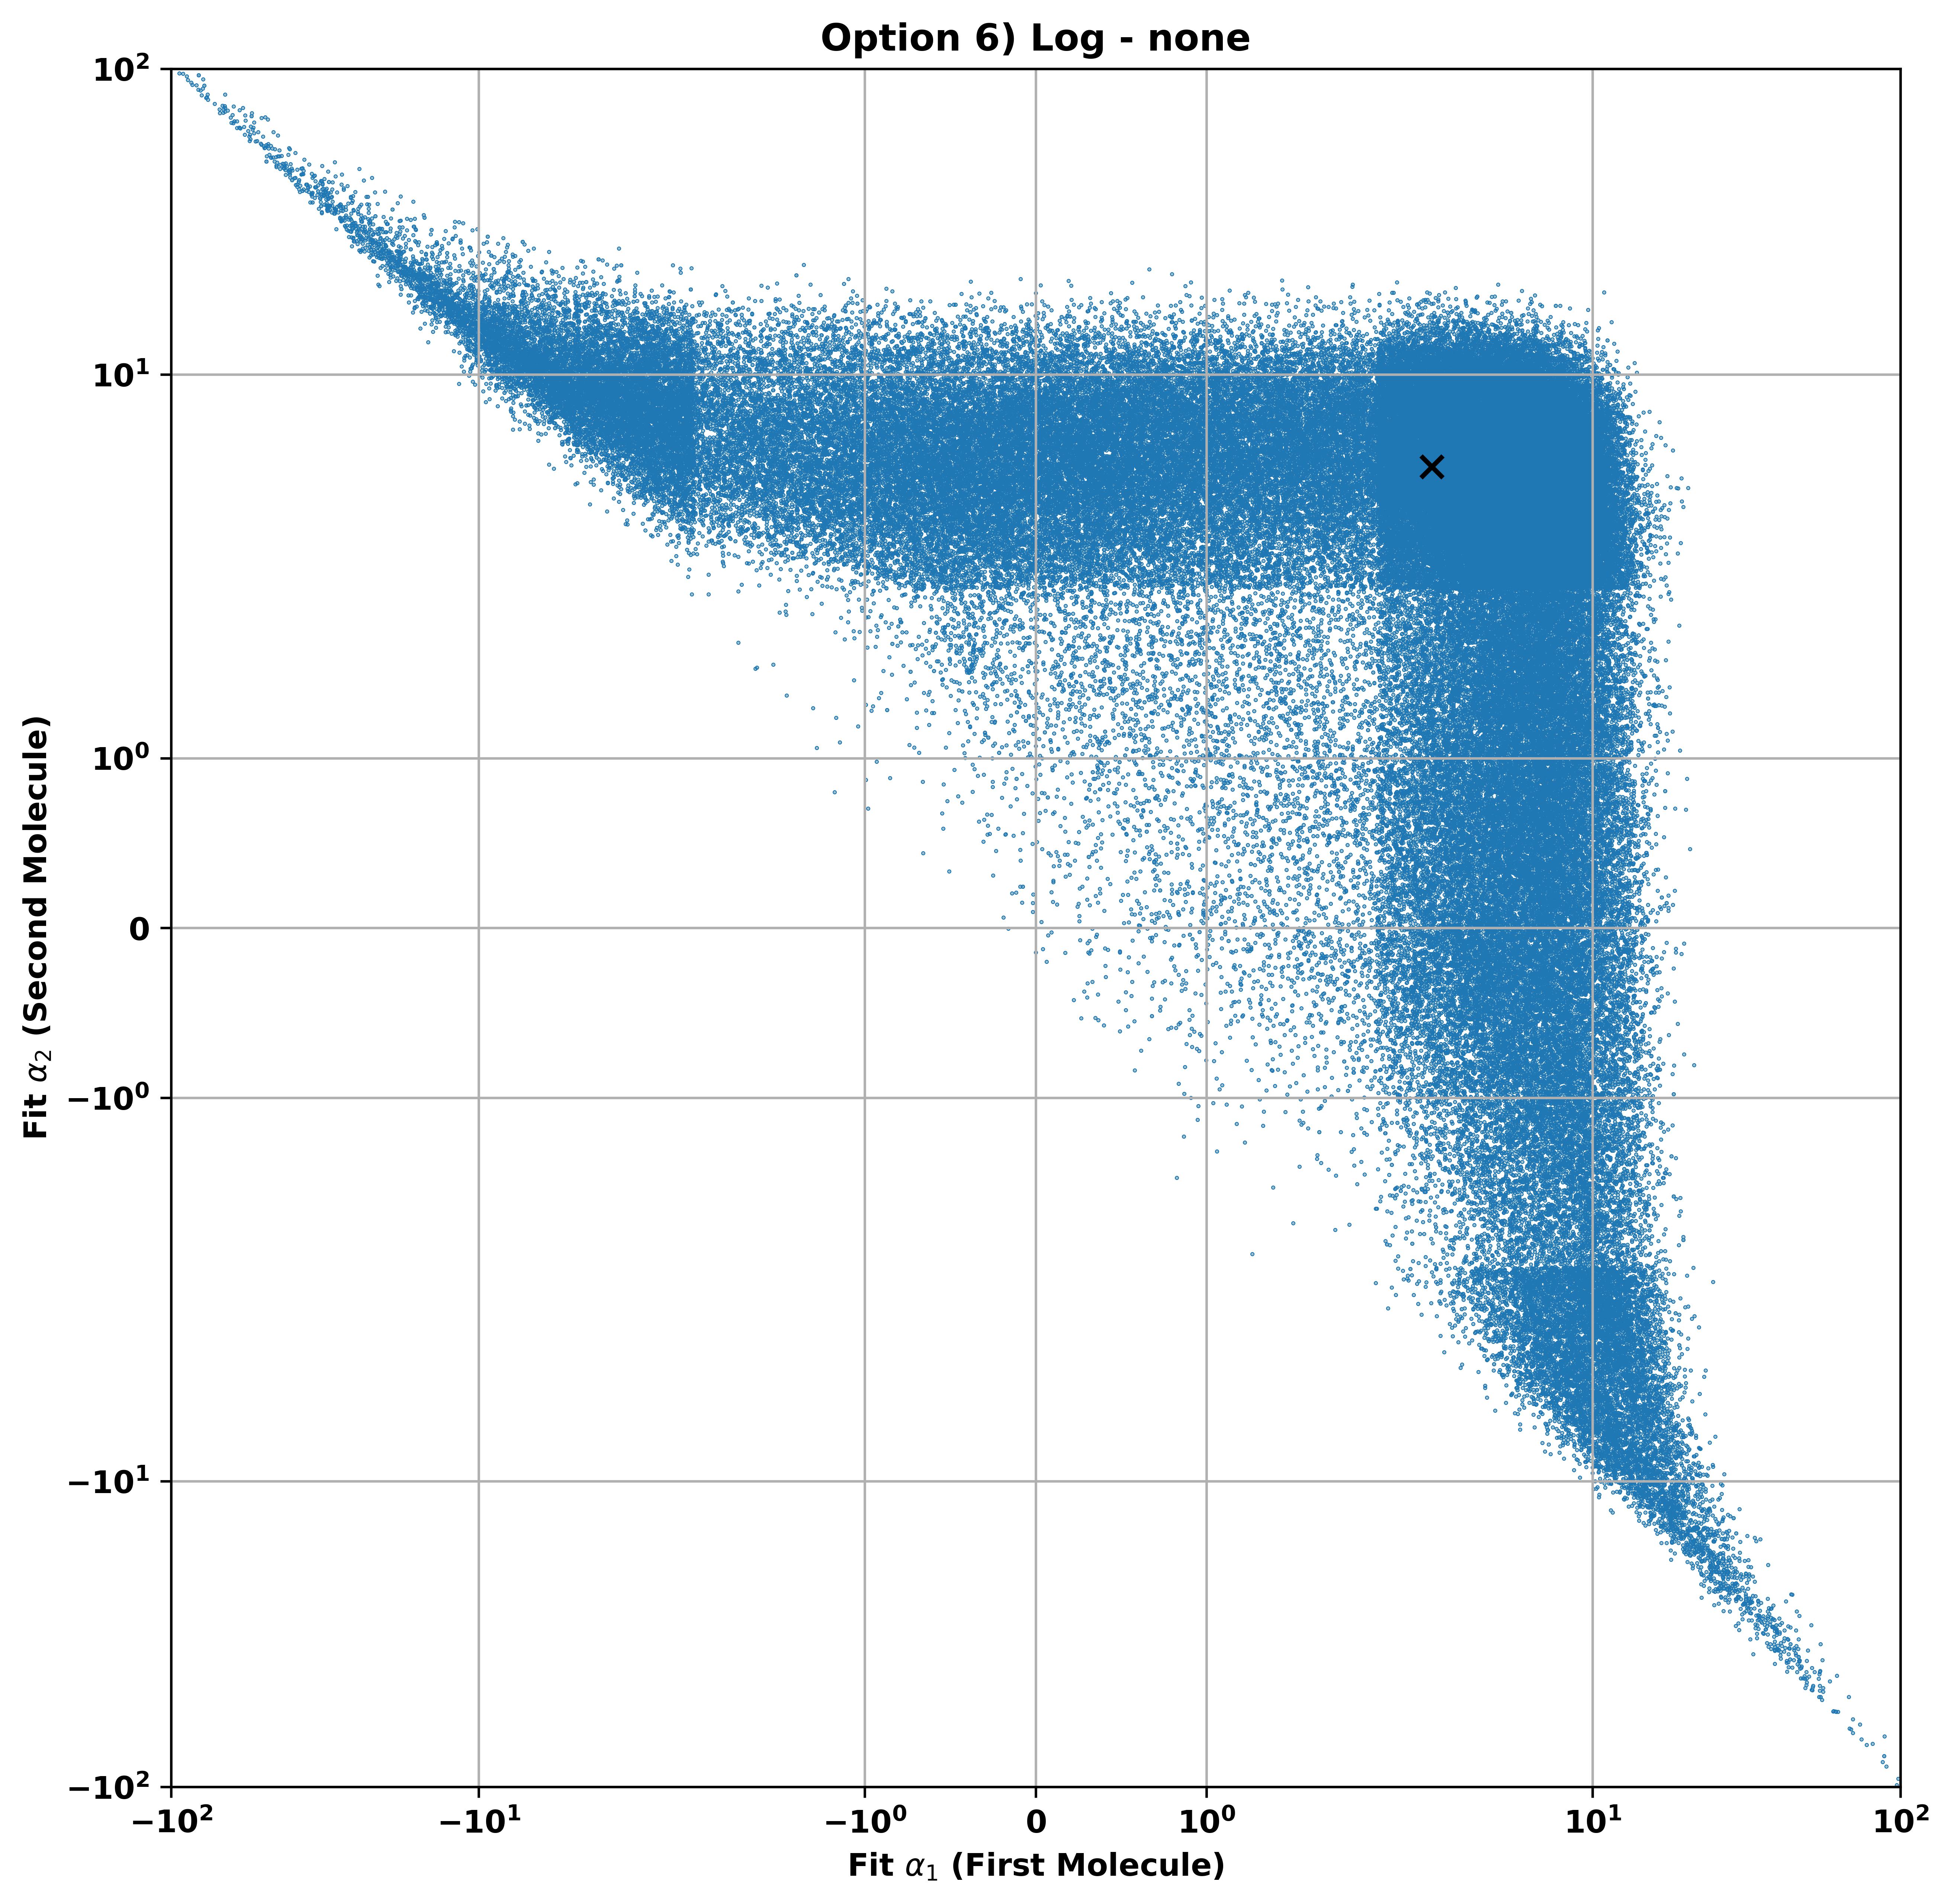 Option 6) Log - none
10²
10¹
10⁰
0
−10⁰
−10¹
−10²
Fit α₂ (Second Molecule)
−10² −10¹ −10⁰ 0 10⁰ 10¹ 10²
Fit α₁ (First Molecule)